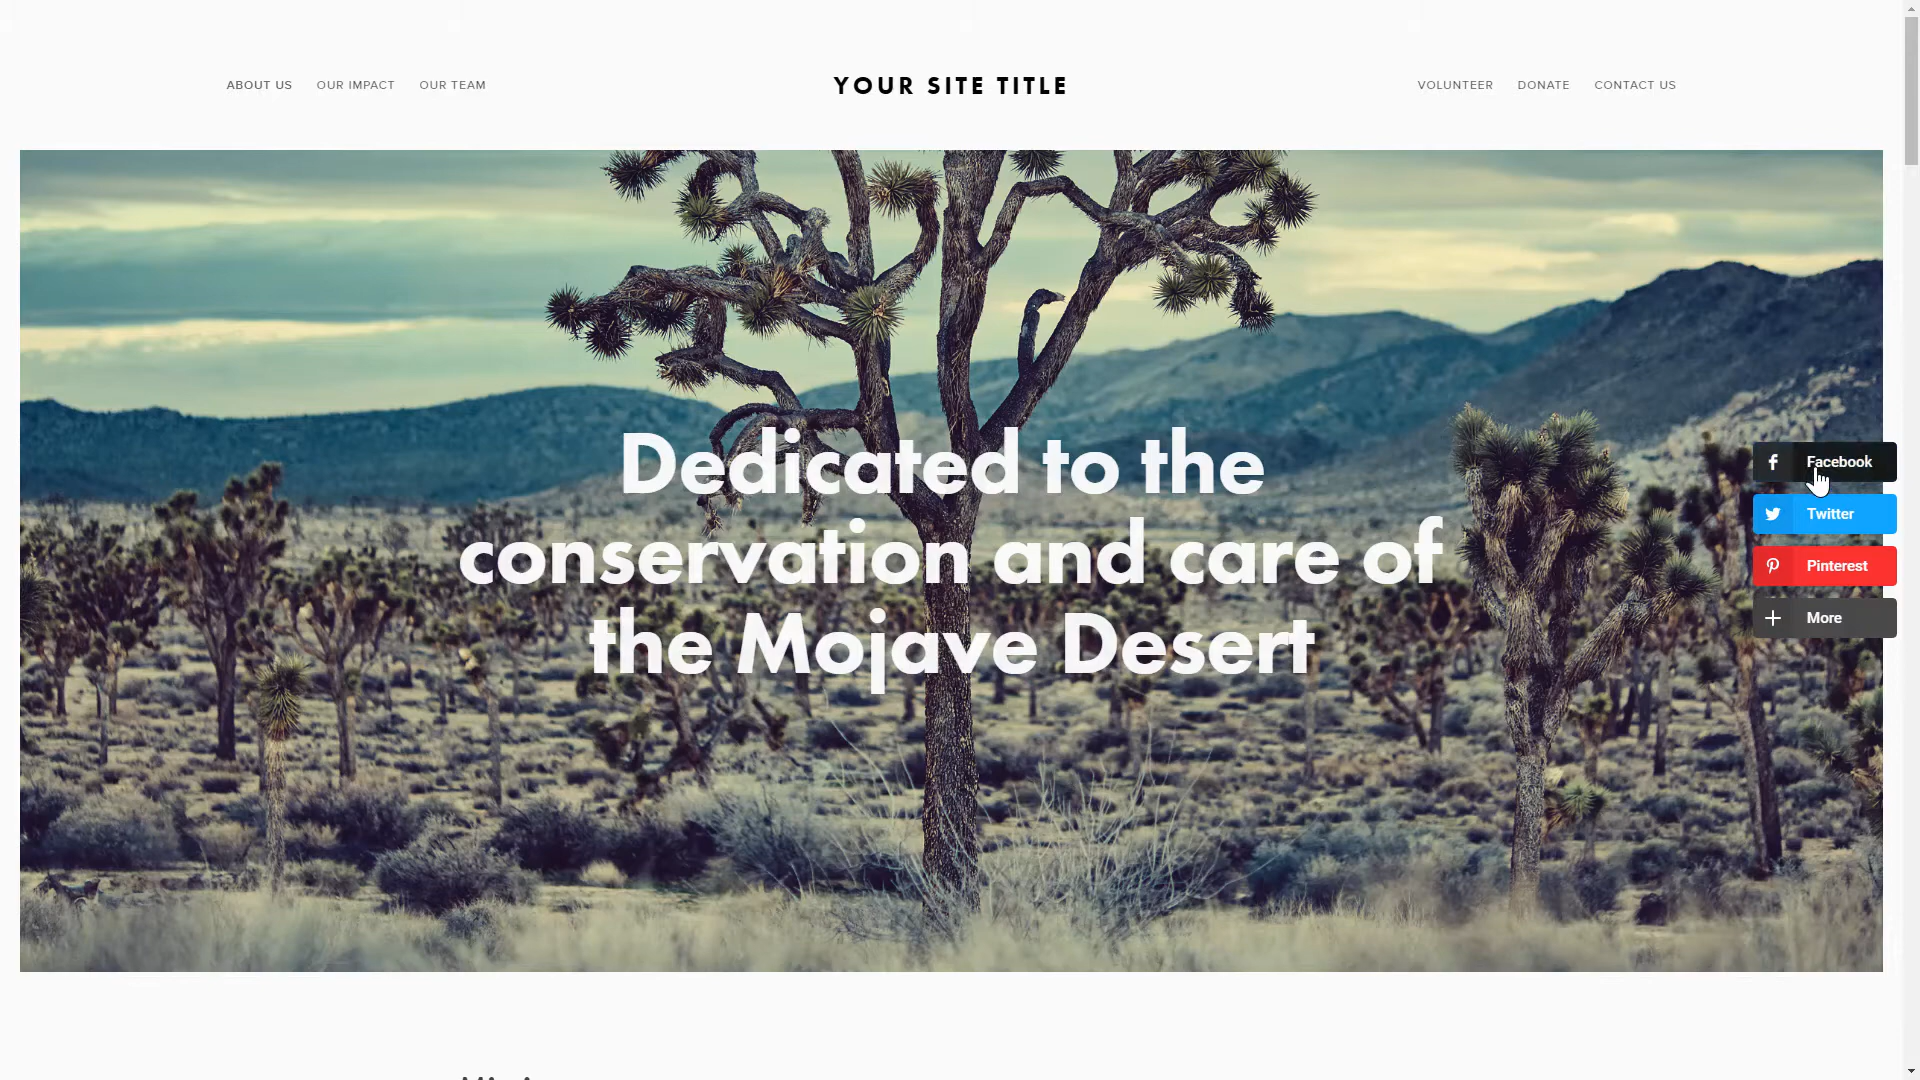 ABOUT US OUR IMPACT OUR TEAM YOUR SITE TITLE VOLUNTEER DONATE CONTACT US
Dedicated to the
conservation and care of
the Mojave Desert
Facebook
Twitter
Pinterest
More